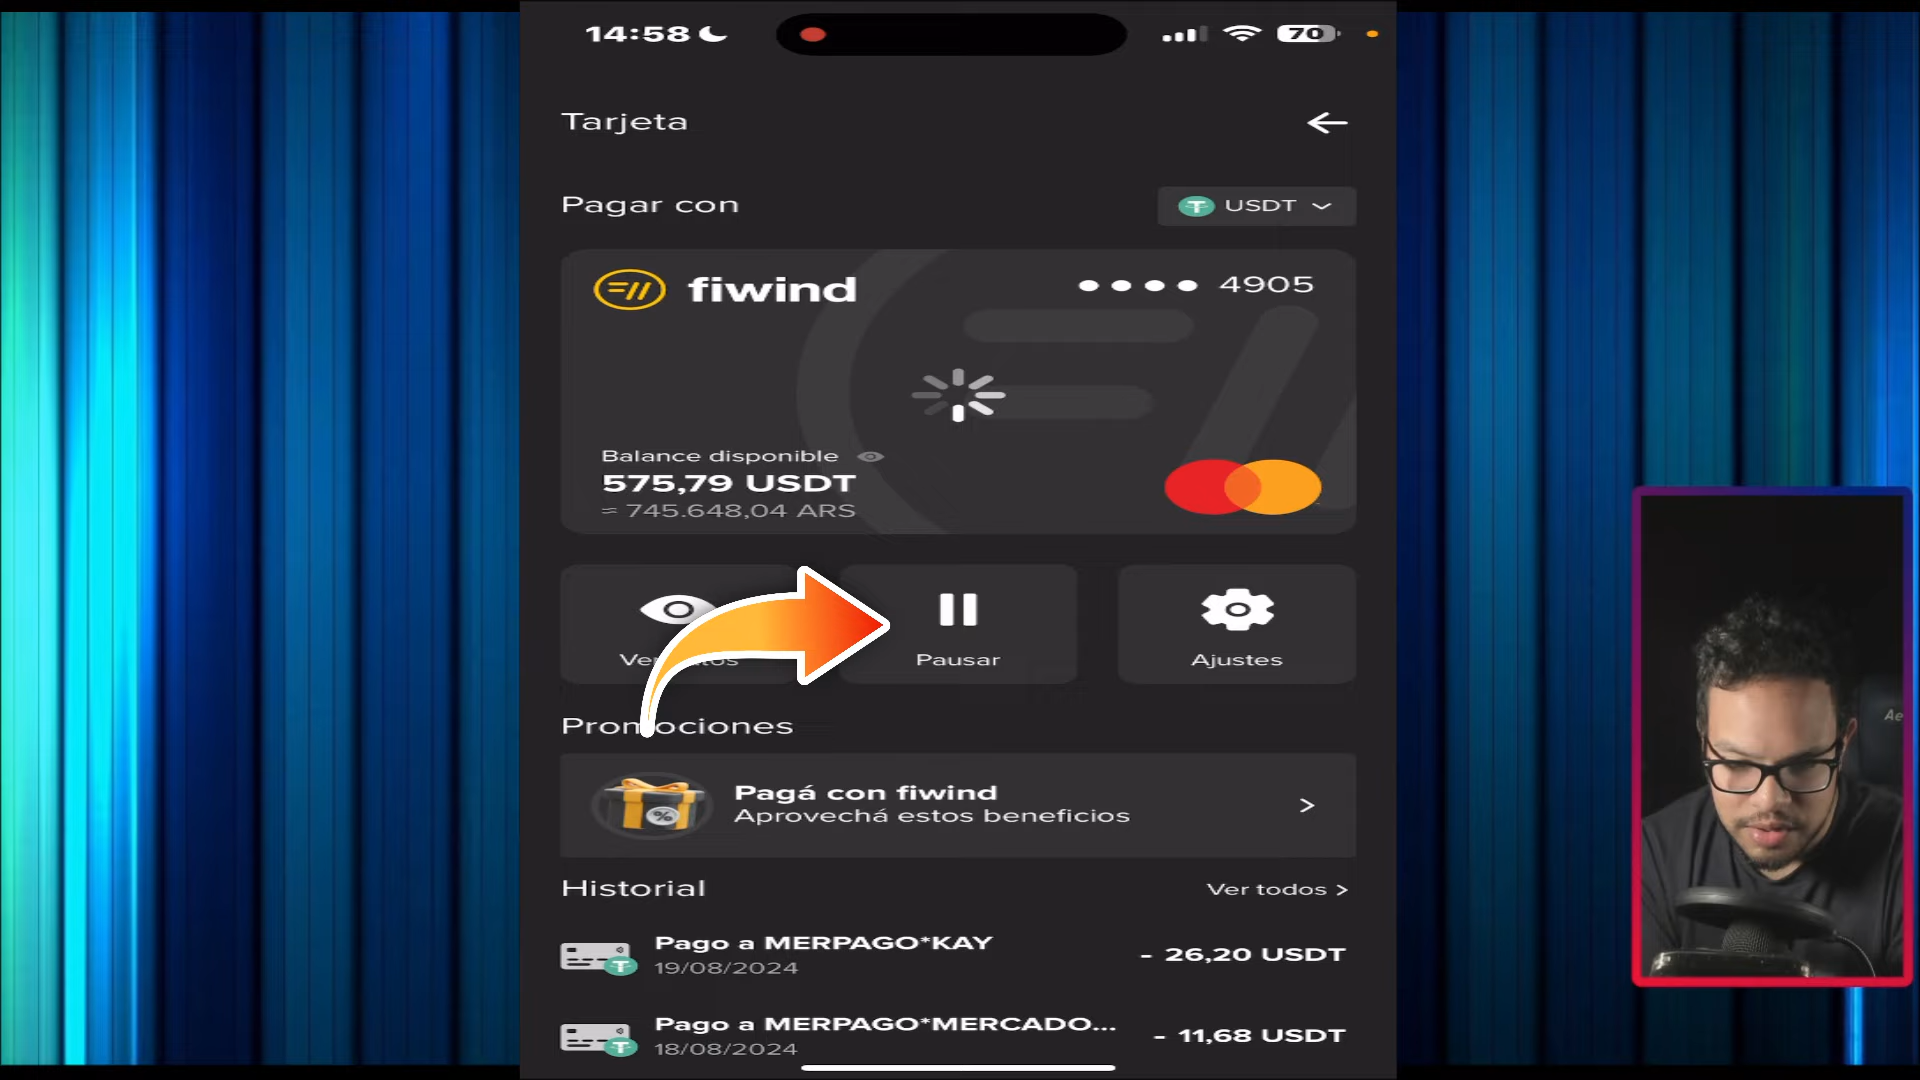 14:58
70
Tarjeta
Pagar con
USDT
fiwind
4905
Balance disponible
575,79 USDT
≈ 745.648,04 ARS
Pausar
Ajustes
Promociones
Pagá con fiwind
Aprovechá estos beneficios
Historial
Ver todos >
Pago a MERPAGO*KAY
19/08/2024
- 26,20 USDT
Pago a MERPAGO*MERCADO...
18/08/2024
- 11,68 USDT